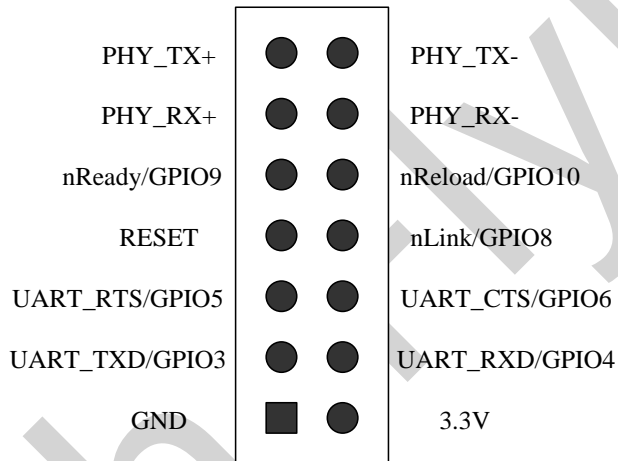 PHY_TX+ PHY_TX-
PHY_RX+ PHY_RX-
nReady/GPIO9 nReload/GPIO10
RESET nLink/GPIO8
UART_RTS/GPIO5 UART_CTS/GPIO6
UART_TXD/GPIO3 UART_RXD/GPIO4
GND 3.3V